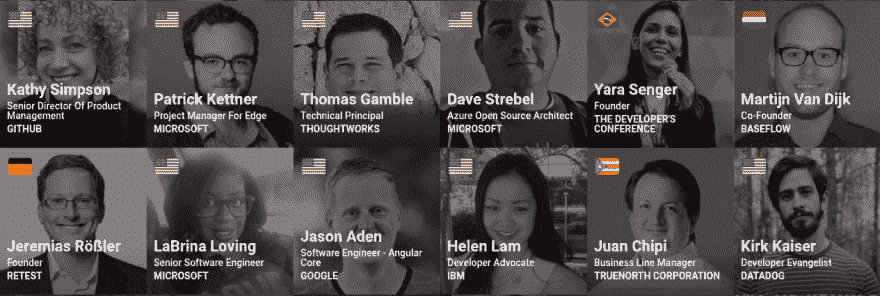 Kathy Simpson
Senior Director Of Product
Management
GITHUB
Patrick Kettner
Project Manager For Edge
MICROSOFT
Thomas Gamble
Technical Principal
THOUGHTWORKS
Dave Strebel
Azure Open Source Architect
MICROSOFT
Yara Senger
Founder
THE DEVELOPER'S
CONFERENCE
Martijn Van Dijk
Co-Founder
BASEFLOW
Jeremias Rößler
Founder
RETEST
LaBrina Loving
Senior Software Engineer
MICROSOFT
Jason Aden
Software Engineer - Angular
Core
GOOGLE
Helen Lam
Developer Advocate
IBM
Juan Chipi
Business Line Manager
TRUENORTH CORPORATION
Kirk Kaiser
Developer Evangelist
DATADOG